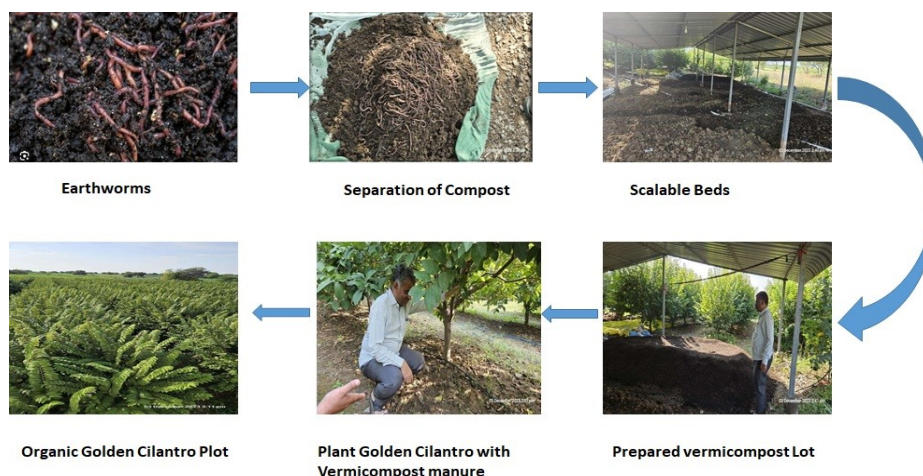 Earthworms
Separation of Compost
Scalable Beds
Organic Golden Cilantro Plot
Plant Golden Cilantro with
Vermicompost manure
Prepared vermicompost Lot